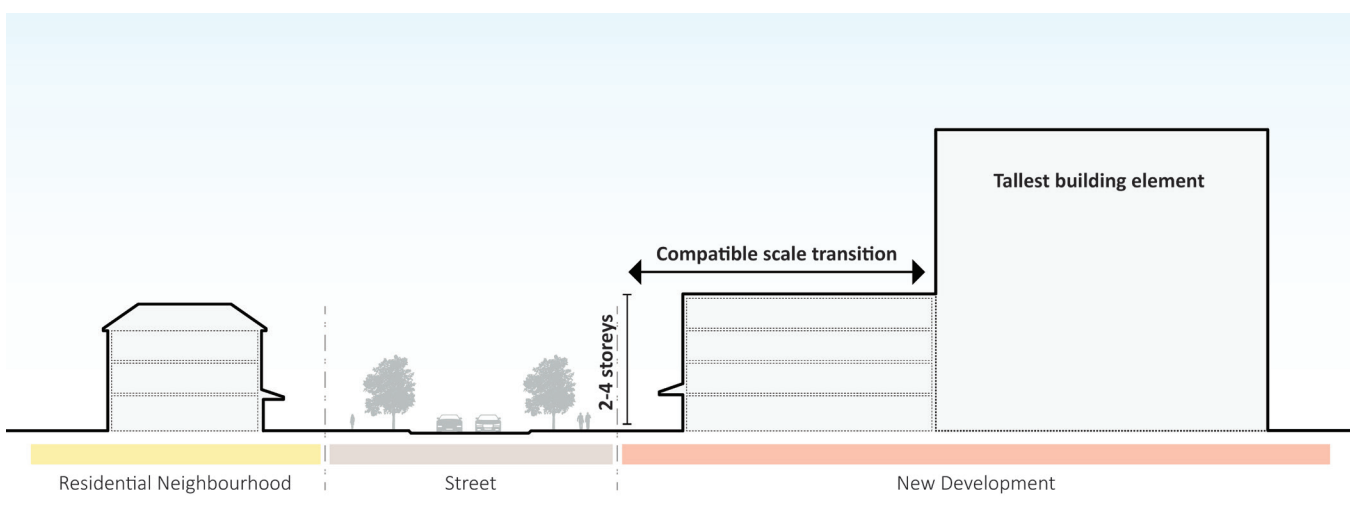 Tallest building element
Compatible scale transition
2-4 storeys
Residential Neighbourhood
Street
New Development